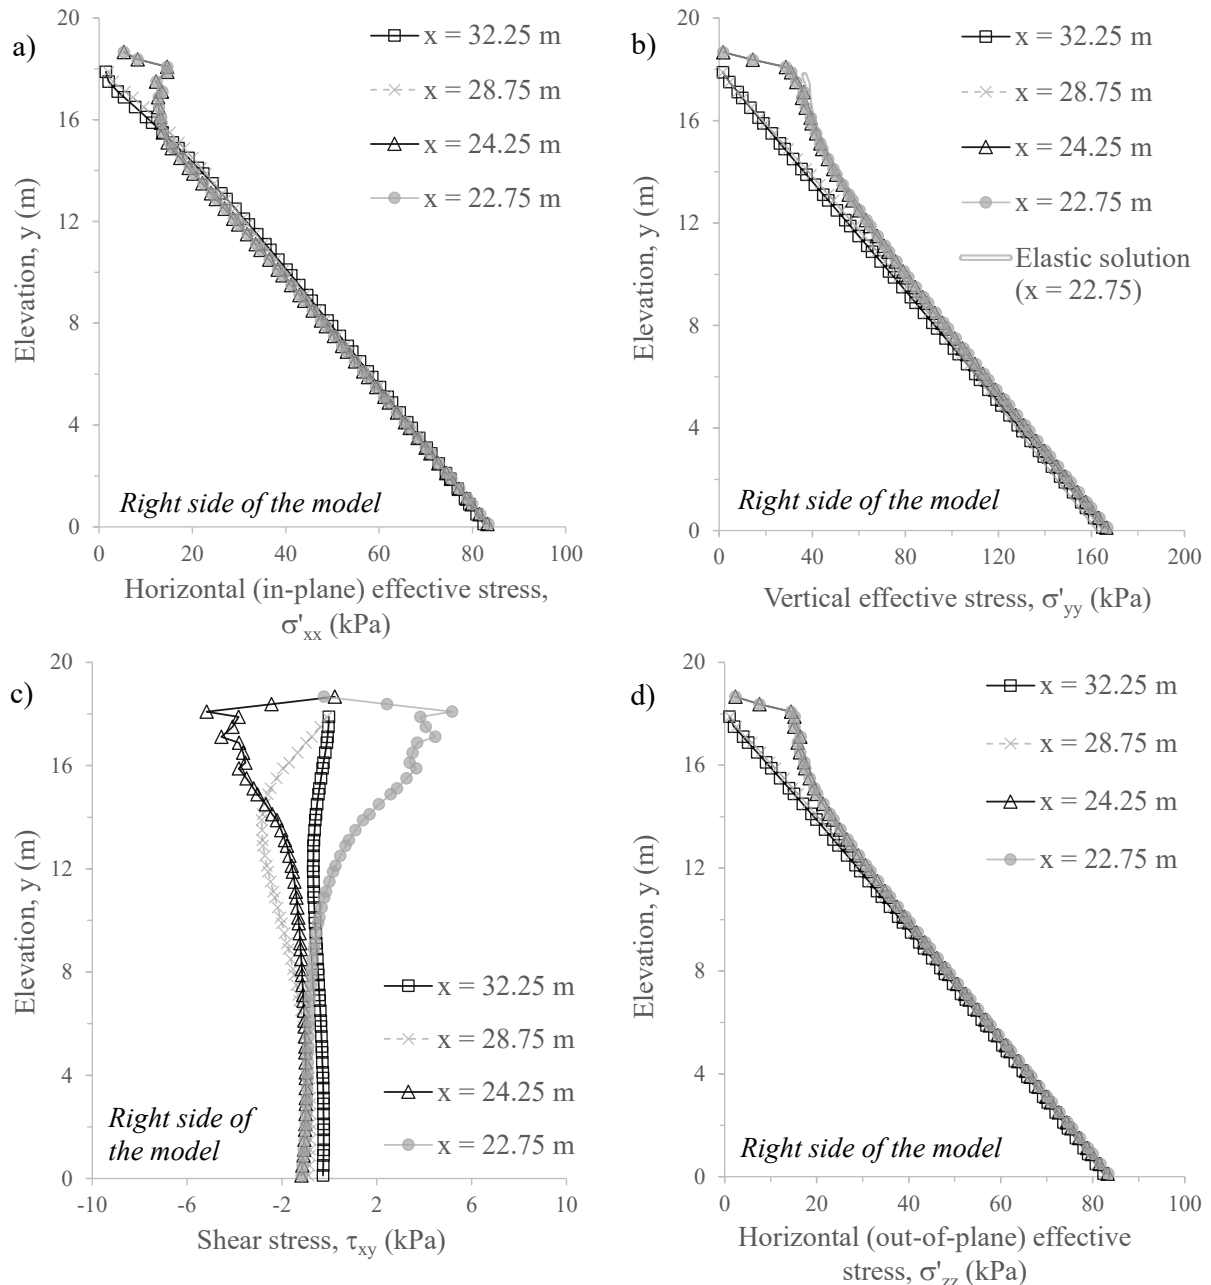 a)
20
16
12
8
4
0
Elevation, y (m)
x = 32.25 m
x = 28.75 m
x = 24.25 m
x = 22.75 m
Right side of the model
0 20 40 60 80 100
Horizontal (in-plane) effective stress,
σ'xx (kPa)
b)
20
16
12
8
4
0
Elevation, y (m)
x = 32.25 m
x = 28.75 m
x = 24.25 m
x = 22.75 m
Elastic solution
(x = 22.75)
Right side of the model
0 40 80 120 160 200
Vertical effective stress, σ'yy (kPa)
c)
20
16
12
8
4
0
Elevation, y (m)
x = 32.25 m
x = 28.75 m
x = 24.25 m
x = 22.75 m
Right side of
the model
-10 -6 -2 2 6 10
Shear stress, τxy (kPa)
d)
20
16
12
8
4
0
Elevation, y (m)
x = 32.25 m
x = 28.75 m
x = 24.25 m
x = 22.75 m
Right side of the model
0 20 40 60 80 100
Horizontal (out-of-plane) effective
stress, σ'zz (kPa)